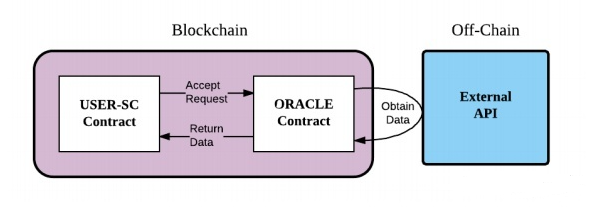 Blockchain
Off-Chain
USER-SC
Contract
Accept
Request
Return
Data
ORACLE
Contract
Obtain
Data
External
API